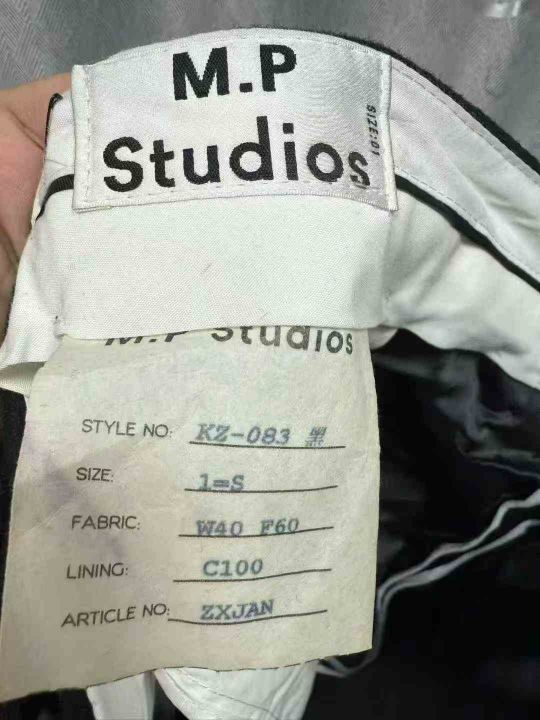 M.P
Studios
SIZE:01
M.P Studios
STYLE NO: KZ-083 黑
SIZE: 1=S
FABRIC: W40 F60
LINING: C100
ARTICLE NO: ZXJAN